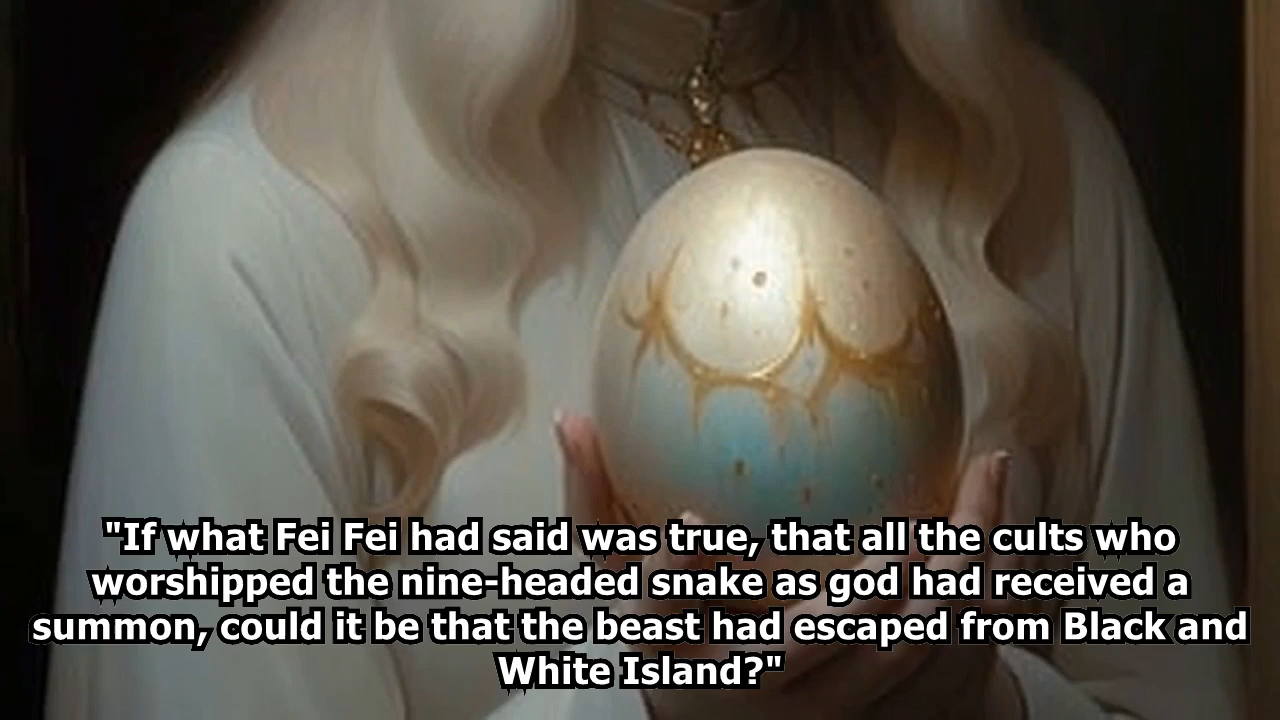 "If what Fei Fei had said was true, that all the cults who
worshipped the nine-headed snake as god had received a
summon, could it be that the beast had escaped from Black and
White Island?"